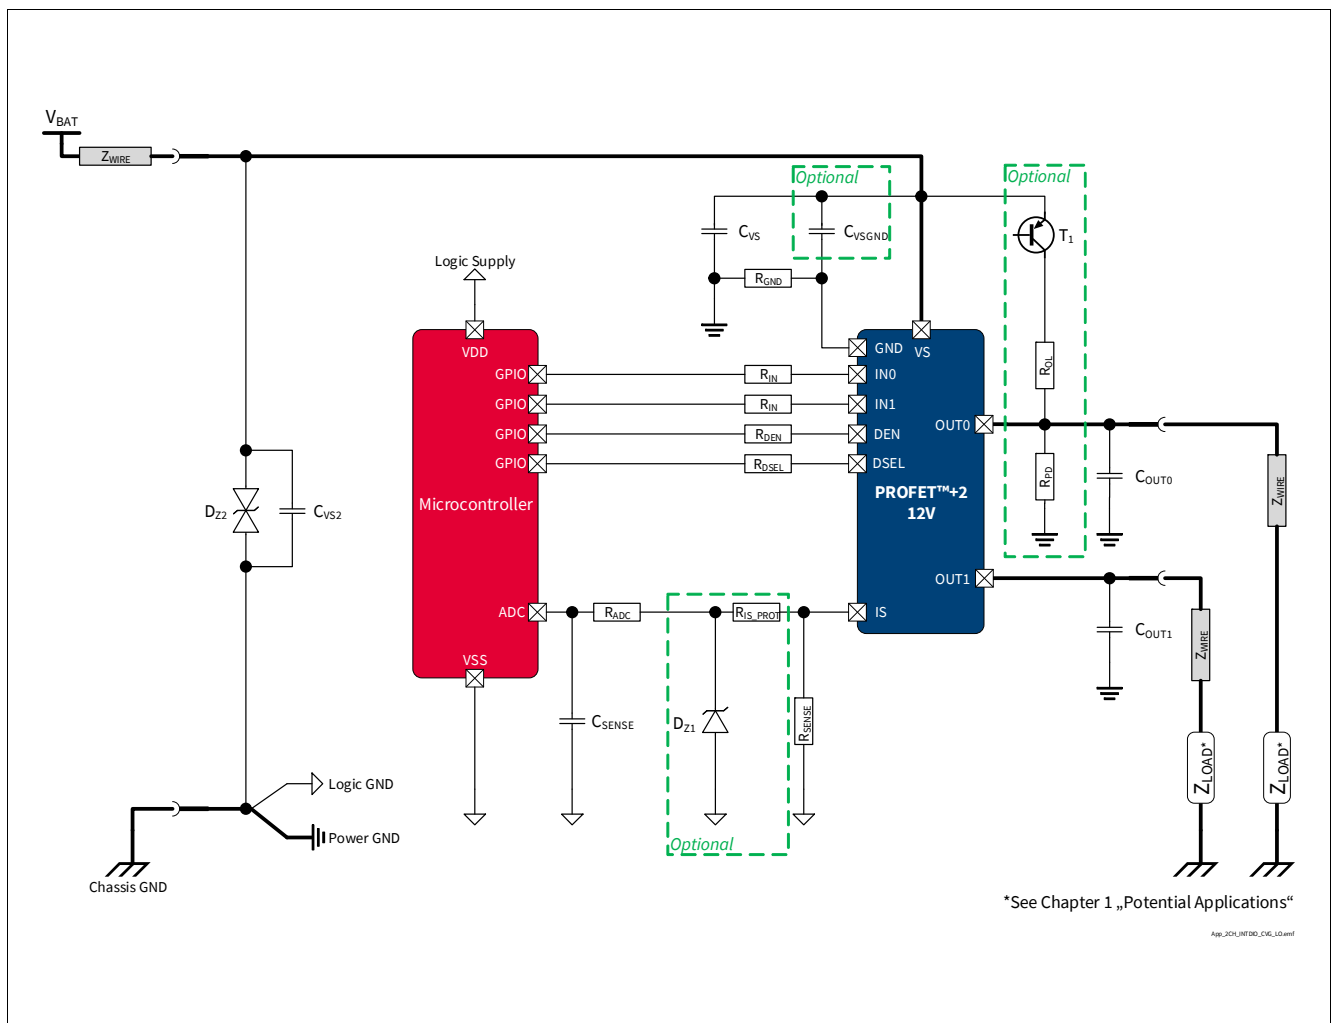 VBAT
ZWIRE
Optional
Optional
CVS
CVSGND
T1
Logic Supply
RGND
VDD
GND
VS
GPIO
RIN
IN0
ROL
GPIO
RIN
IN1
GPIO
RDEN
DEN
OUT0
GPIO
RDSEL
DSEL
RPD
COUT0
ZWIRE
Microcontroller
PROFET™+2
12V
DZ2
CVS2
OUT1
ADC
RADC
RIS_PROT
IS
COUT1
ZWIRE
VSS
CSENSE
DZ1
RSENSE
ZLOAD*
ZLOAD*
Logic GND
Power GND
Optional
Chassis GND
*See Chapter 1 „Potential Applications“
App_2CH_INTDIO_CVG_LO.emf